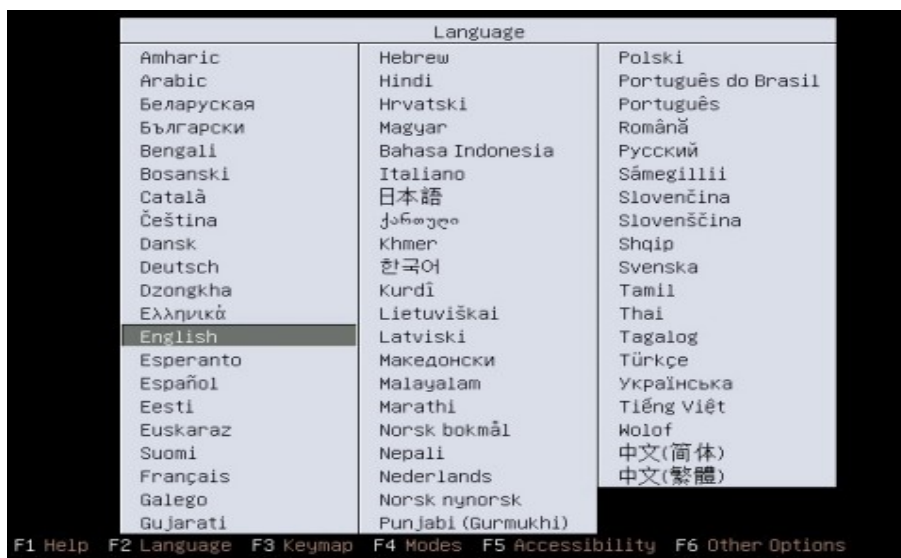 Language
Amharic
Arabic
Беларуская
Български
Bengali
Bosanski
Català
Čeština
Dansk
Deutsch
Dzongkha
Ελληνικά
English
Esperanto
Español
Eesti
Euskaraz
Suomi
Français
Galego
Gujarati
Hebrew
Hindi
Hrvatski
Magyar
Bahasa Indonesia
Italiano
日本語
ქართული
Khmer
한국어
Kurdî
Lietuviškai
Latviski
Македонски
Malayalam
Marathi
Norsk bokmål
Nepali
Nederlands
Norsk nynorsk
Punjabi (Gurmukhi)
Polski
Português do Brasil
Português
Română
Русский
Sámegillii
Slovenčina
Slovenščina
Shqip
Svenska
Tamil
Thai
Tagalog
Türkçe
Українська
Tiếng Việt
Wolof
中文(简体)
中文(繁體)
F1 Help F2 Language F3 Keymap F4 Modes F5 Accessibility F6 Other Options